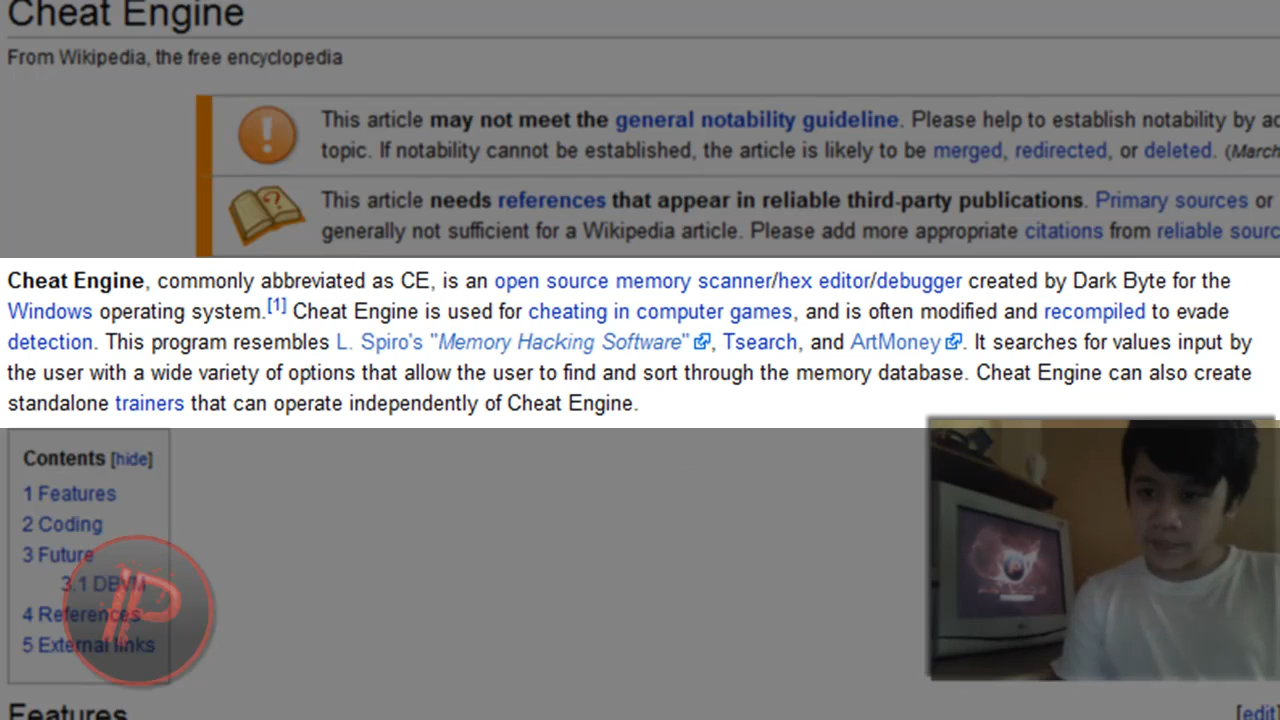 Cheat Engine
From Wikipedia, the free encyclopedia
This article may not meet the general notability guideline. Please help to establish notability by
topic. If notability cannot be established, the article is likely to be merged, redirected, or deleted. (March
This article needs references that appear in reliable third-party publications. Primary sources or
generally not sufficient for a Wikipedia article. Please add more appropriate citations from reliable
Cheat Engine, commonly abbreviated as CE, is an open source memory scanner/hex editor/debugger created by Dark Byte for the
Windows operating system.[1] Cheat Engine is used for cheating in computer games, and is often modified and recompiled to evade
detection. This program resembles L. Spiro's "Memory Hacking Software", Tsearch, and ArtMoney. It searches for values input by
the user with a wide variety of options that allow the user to find and sort through the memory database. Cheat Engine can also create
standalone trainers that can operate independently of Cheat Engine.
Contents [hide]
1 Features
2 Coding
3 Future
3.1 DBVM
4 References
5 External links
P
Features
[edit]